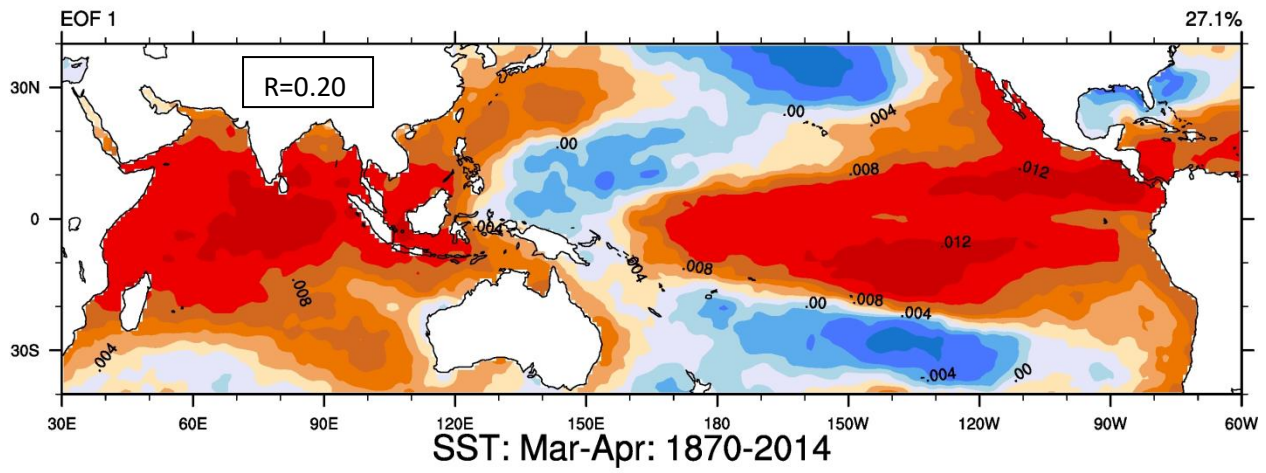 EOF 1
27.1%
R=0.20
30N
0
30S
.00
.004
.00
.008
.012
.004
.012
.004
.008
.008
.00
.008
.004
.004
-.004
.00
30E
60E
90E
120E
150E
180
150W
120W
90W
60W
SST: Mar-Apr: 1870-2014